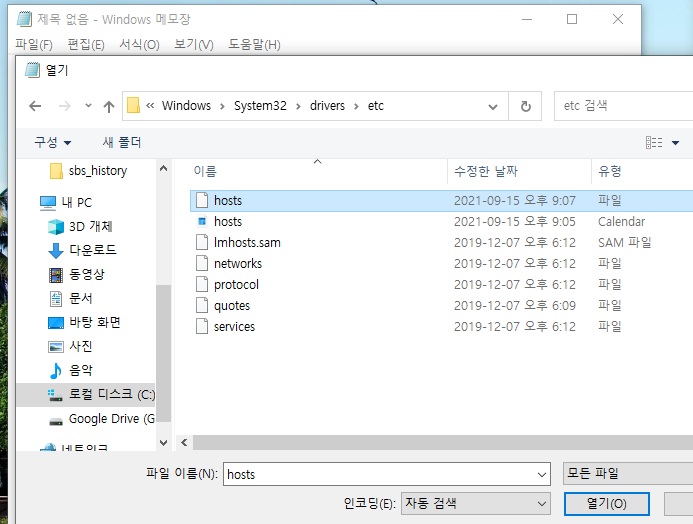 제목 없음 - Windows 메모장
파일(F) 편집(E) 서식(O) 보기(V) 도움말(H)
열기
« Windows > System32 > drivers > etc
etc 검색
구성
새 폴더
이름 수정한 날짜 유형
sbs_history
내 PC
3D 개체
다운로드
동영상
문서
바탕 화면
사진
음악
로컬 디스크 (C:)
Google Drive (G
네트워크
hosts 2021-09-15 오후 9:07 파일
hosts 2021-09-15 오후 9:05 Calendar
lmhosts.sam 2019-12-07 오후 6:12 SAM 파일
networks 2019-12-07 오후 6:12 파일
protocol 2019-12-07 오후 6:12 파일
quotes 2019-12-07 오후 6:09 파일
services 2019-12-07 오후 6:12 파일
파일 이름(N): hosts 모든 파일
인코딩(E): 자동 검색 열기(O)